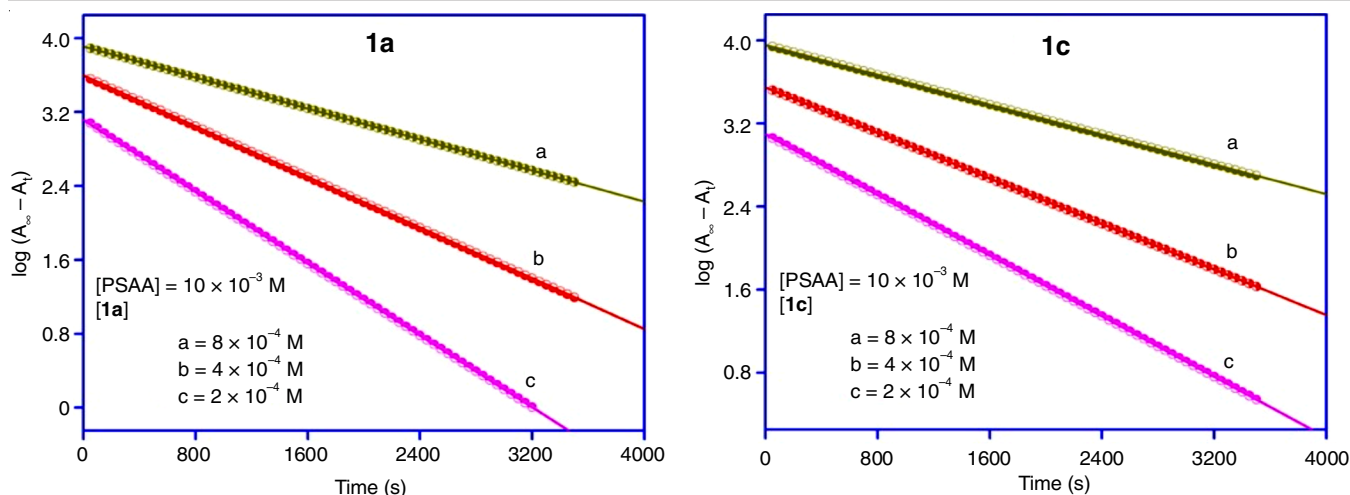 1a
4.0
3.2
2.4
1.6
0.8
0
log (A∞ – At)
a
b
c
[PSAA] = 10 × 10–3 M
[1a]
a = 8 × 10–4 M
b = 4 × 10–4 M
c = 2 × 10–4 M
0 800 1600 2400 3200 4000
Time (s)
1c
4.0
3.2
2.4
1.6
0.8
log (A∞ – At)
a
b
c
[PSAA] = 10 × 10–3 M
[1c]
a = 8 × 10–4 M
b = 4 × 10–4 M
c = 2 × 10–4 M
0 800 1600 2400 3200 4000
Time (s)